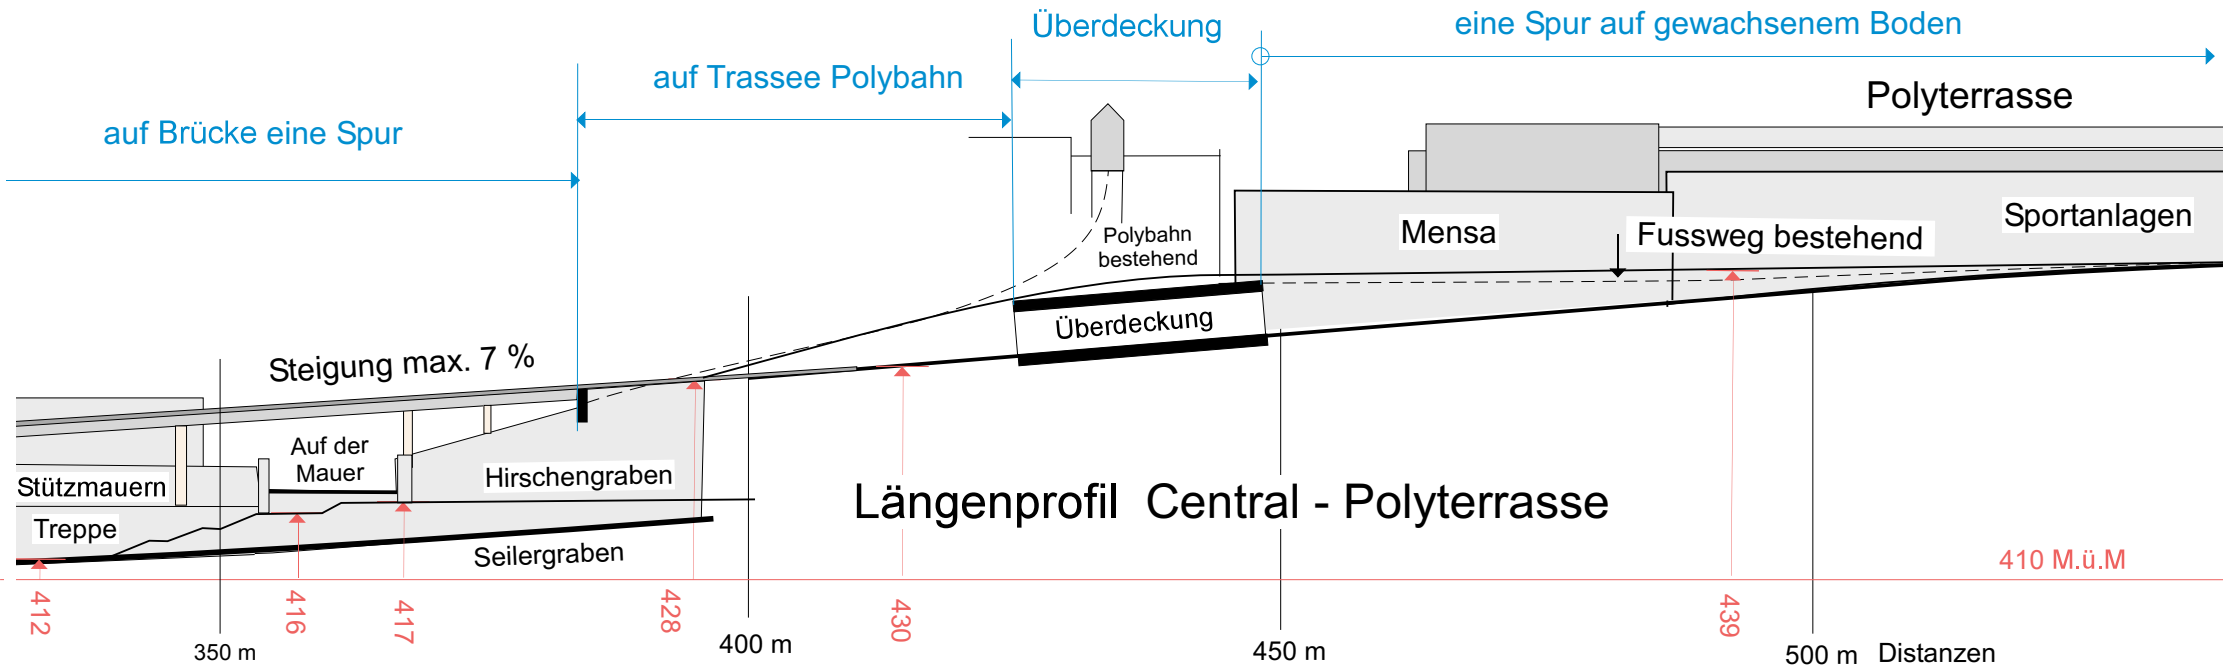 Überdeckung
eine Spur auf gewachsenem Boden
auf Trassee Polybahn
Polyterrasse
auf Brücke eine Spur
Polybahn
bestehend
Mensa
Fussweg bestehend
Sportanlagen
Überdeckung
Steigung max. 7 %
Auf der
Mauer
Stützmauern
Hirschengraben
Treppe
Seilergraben
Längenprofil Central - Polyterrasse
410 M.ü.M
412
416
417
428
430
439
350 m
400 m
450 m
500 m
Distanzen